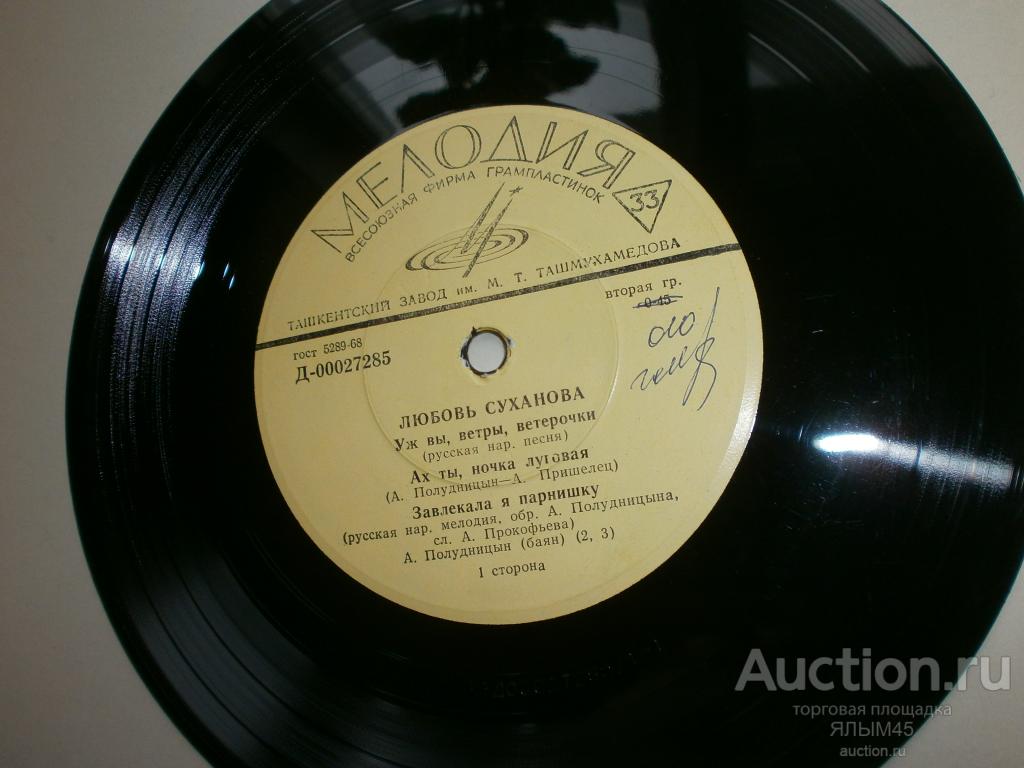 МЕЛОДИЯ
ВСЕСОЮЗНАЯ ФИРМА ГРАМПЛАСТИНОК
33
ТАШКЕНТСКИЙ ЗАВОД им. М. Т. ТАШМУХАМЕДОВА
вторая гр.
0-45
гост 5289-68
Д-00027285
ЛЮБОВЬ СУХАНОВА
Уж вы, ветры, ветерочки
(русская нар. песня)
Ах ты, ночка луговая
(А. Полудницын—А. Пришелец)
Завлекала я парнишку
(русская нар. мелодия, обр. А. Полудницына,
сл. А. Прокофьева)
А. Полудницын (баян) (2, 3)
1 сторона
Auction.ru
торговая площадка
ЯЛЫМ45
auction.ru